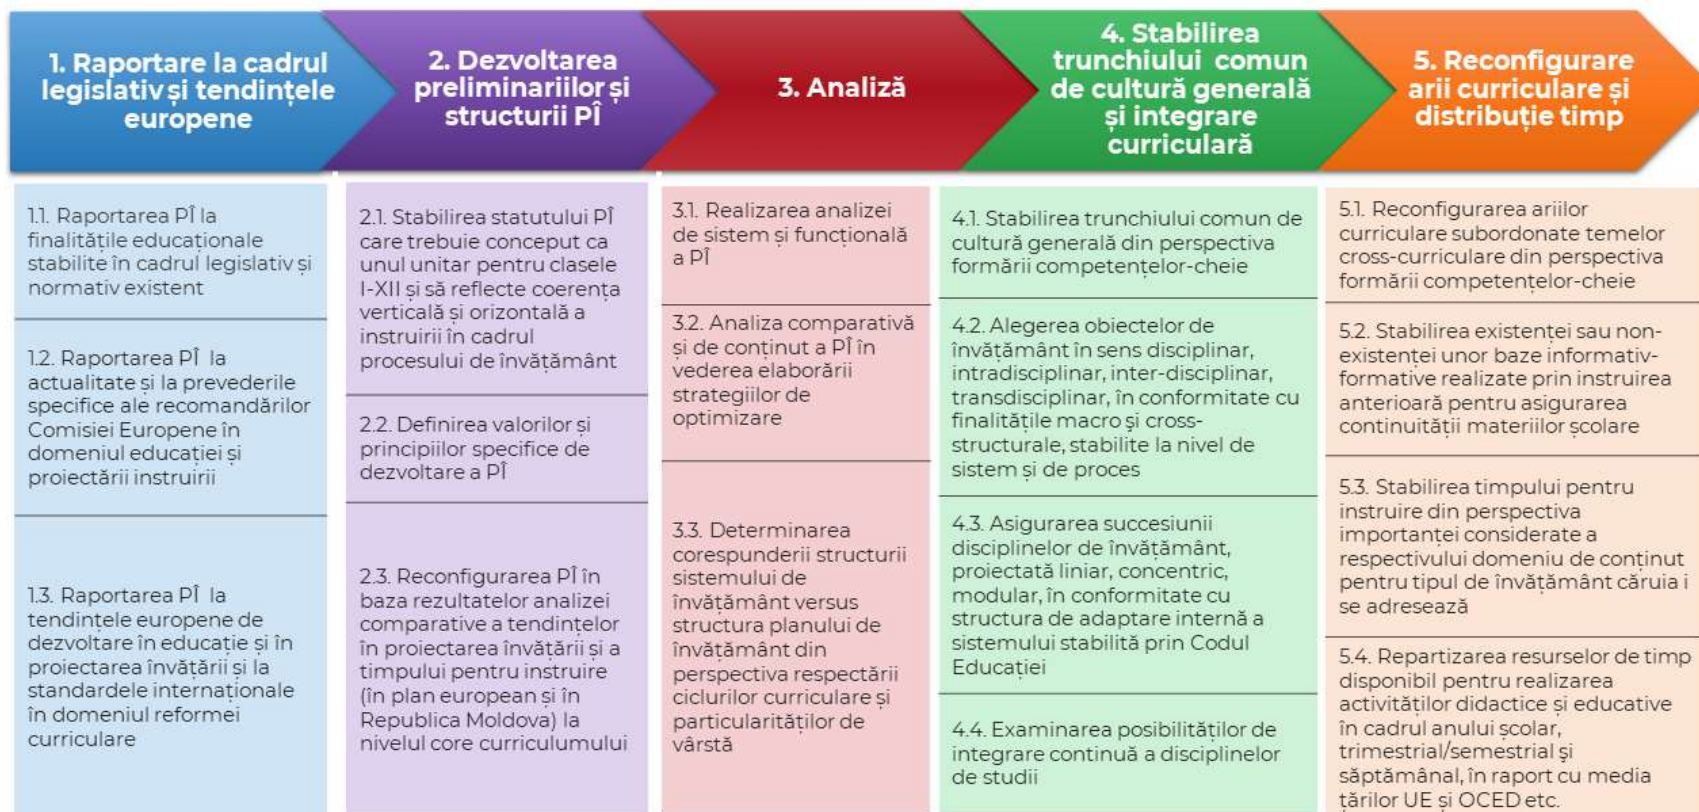 1. Raportare la cadrul
legislativ și tendințele
europene
2. Dezvoltarea
preliminariilor și
structurii PÎ
3. Analiză
4. Stabilirea
trunchiului comun
de cultură generală
și integrare
curriculară
5. Reconfigurare
arii curriculare și
distribuție timp
1.1. Raportarea PÎ la
finalitățile educaționale
stabilite în cadrul legislativ și
normativ existent
1.2. Raportarea PÎ la
actualitate și la prevederile
specifice ale recomandărilor
Comisiei Europene în
domeniul educației și
proiectării instruirii
1.3. Raportarea PÎ la
tendințele europene de
dezvoltare în educație și în
proiectarea învățării și la
standardele internaționale
în domeniul reformei
curriculare
2.1. Stabilirea statutului PÎ
care trebuie conceput ca
unul unitar pentru clasele
I-XII și să reflecte coerența
verticală și orizontală a
instruirii în cadrul
procesului de învățământ
2.2. Definirea valorilor și
principiilor specifice de
dezvoltare a PÎ
2.3. Reconfigurarea PÎ în
baza rezultatelor analizei
comparative a tendințelor
în proiectarea învățării și a
timpului pentru instruire
(în plan european și în
Republica Moldova) la
nivelul core curriculumului
3.1. Realizarea analizei
de sistem și funcțională
a PÎ
3.2. Analiza comparativă
și de conținut a PÎ în
vederea elaborării
strategiilor de
optimizare
3.3. Determinarea
corespunderii structurii
sistemului de
învățământ versus
structura planului de
învățământ din
perspectiva respectării
ciclurilor curriculare și
particularităților de
vârstă
4.1. Stabilirea trunchiului comun de
cultură generală din perspectiva
formării competențelor-cheie
4.2. Alegerea obiectelor de
învățământ în sens disciplinar,
intradisciplinar, inter-disciplinar,
transdisciplinar, în conformitate cu
finalitățile macro și cross-
structurale, stabilite la nivel de
sistem și de proces
4.3. Asigurarea succesiunii
disciplinelor de învățământ,
proiectată liniar, concentric,
modular, în conformitate cu
structura de adaptare internă a
sistemului stabilită prin Codul
Educației
4.4. Examinarea posibilităților de
integrare continuă a disciplinelor
de studii
5.1. Reconfigurarea ariilor
curriculare subordonate temelor
cross-curriculare din perspectiva
formării competențelor-cheie
5.2. Stabilirea existenței sau non-
existenței unor baze informativ-
formative realizate prin instruirea
anterioară pentru asigurarea
continuității materiilor școlare
5.3. Stabilirea timpului pentru
instruire din perspectiva
importanței considerate a
respectivului domeniu de conținut
pentru tipul de învățământ căruia i
se adresează
5.4. Repartizarea resurselor de timp
disponibil pentru realizarea
activităților didactice și educative
în cadrul anului școlar,
trimestrial/semestrial și
săptămânal, în raport cu media
țărilor UE și OCED etc.